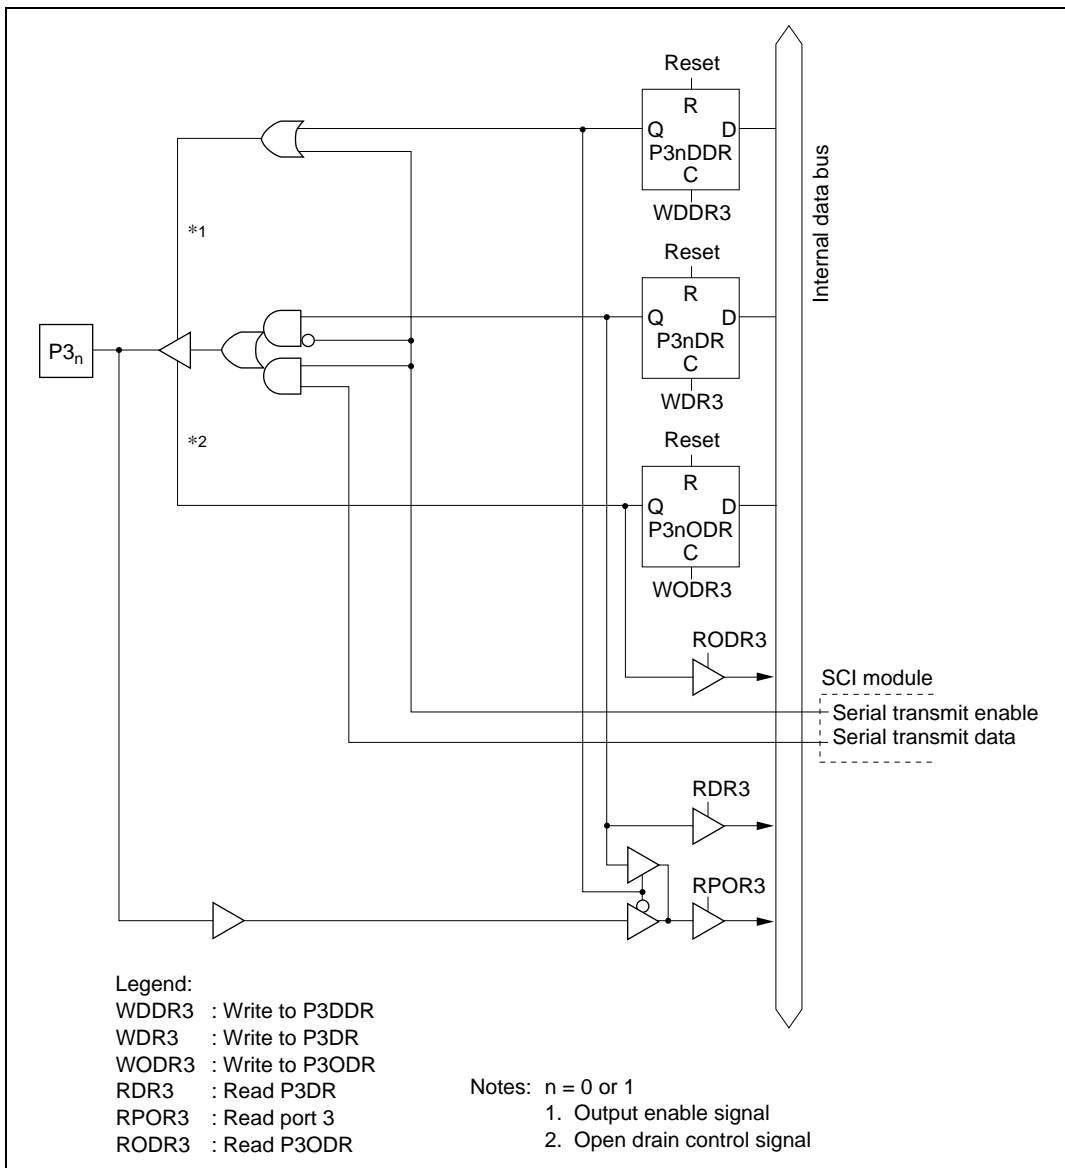 Reset
R
Q D
P3nDDR
C
WDDR3
Internal data bus
*1
Reset
R
Q D
P3nDR
C
WDR3
P3n
*2
Reset
R
Q D
P3nODR
C
WODR3
RODR3
SCI module
Serial transmit enable
Serial transmit data
RDR3
RPOR3
Legend:
WDDR3 : Write to P3DDR
WDR3 : Write to P3DR
WODR3 : Write to P3ODR
RDR3 : Read P3DR
RPOR3 : Read port 3
RODR3 : Read P3ODR
Notes: n = 0 or 1
1. Output enable signal
2. Open drain control signal